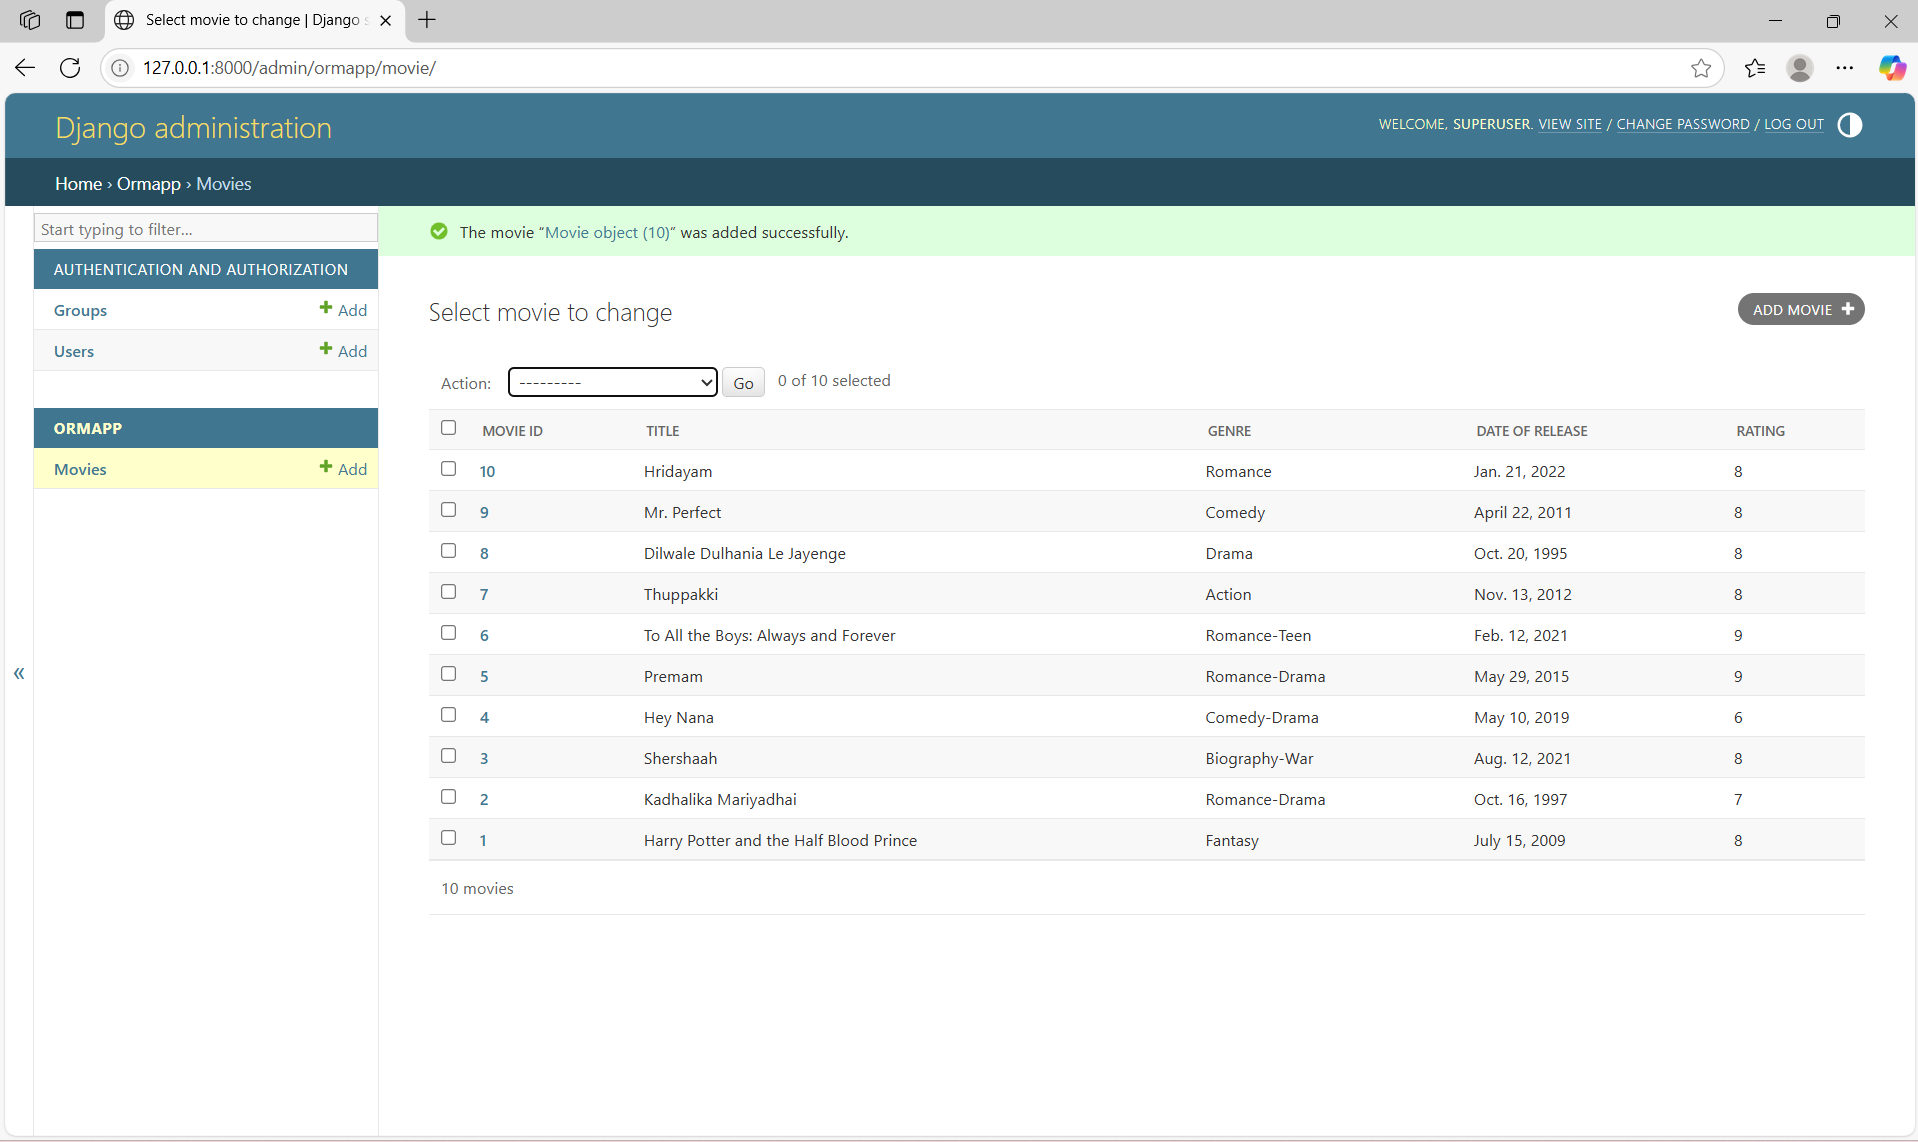 Select movie to change | Django s
127.0.0.1:8000/admin/ormapp/movie/
Django administration
WELCOME, SUPERUSER. VIEW SITE / CHANGE PASSWORD / LOG OUT
Home › Ormapp › Movies
Start typing to filter...
AUTHENTICATION AND AUTHORIZATION
Groups Add
Users Add
ORMAPP
Movies Add
«
The movie “Movie object (10)” was added successfully.
Select movie to change
ADD MOVIE
Action: --------- Go 0 of 10 selected
MOVIE ID TITLE GENRE DATE OF RELEASE RATING
10 Hridayam Romance Jan. 21, 2022 8
9 Mr. Perfect Comedy April 22, 2011 8
8 Dilwale Dulhania Le Jayenge Drama Oct. 20, 1995 8
7 Thuppakki Action Nov. 13, 2012 8
6 To All the Boys: Always and Forever Romance-Teen Feb. 12, 2021 9
5 Premam Romance-Drama May 29, 2015 9
4 Hey Nana Comedy-Drama May 10, 2019 6
3 Shershaah Biography-War Aug. 12, 2021 8
2 Kadhalika Mariyadhai Romance-Drama Oct. 16, 1997 7
1 Harry Potter and the Half Blood Prince Fantasy July 15, 2009 8
10 movies